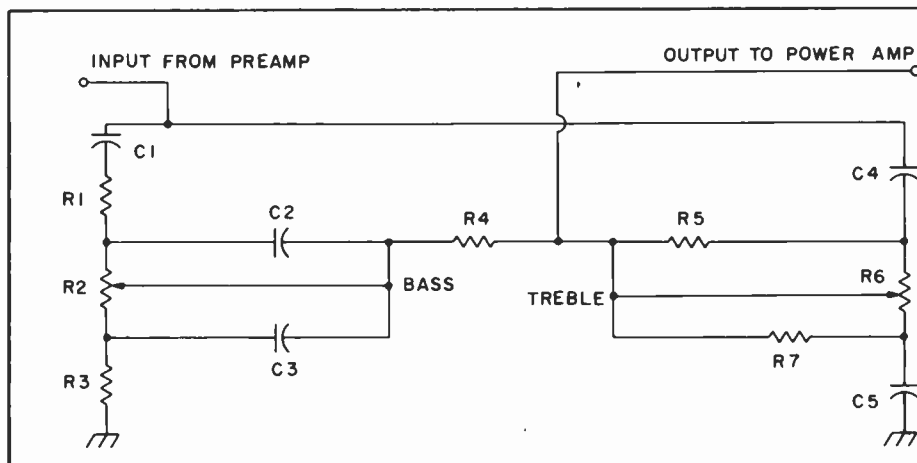 INPUT FROM PREAMP
OUTPUT TO POWER AMP
C1
C4
R1
C2
R4
R5
R2
BASS
TREBLE
R6
C3
R7
R3
C5